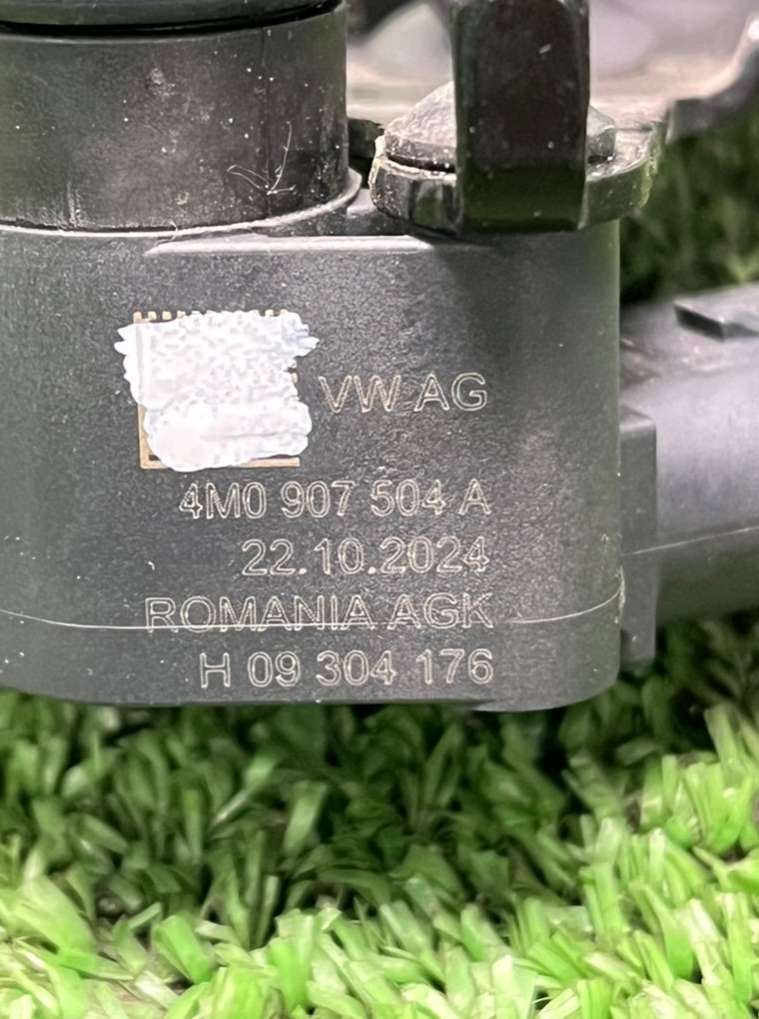 VW AG
4M0 907 504 A
22.10.2024
ROMANIA AGK
H 09 304 176